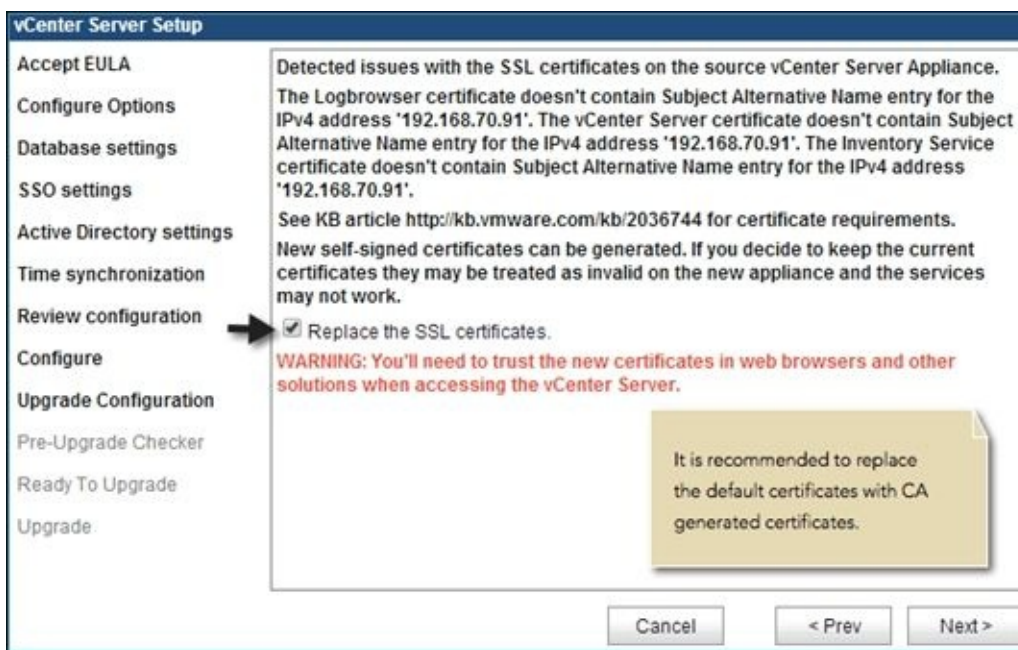 vCenter Server Setup
Accept EULA
Configure Options
Database settings
SSO settings
Active Directory settings
Time synchronization
Review configuration
Configure
Upgrade Configuration
Pre-Upgrade Checker
Ready To Upgrade
Upgrade
Detected issues with the SSL certificates on the source vCenter Server Appliance.
The Logbrowser certificate doesn't contain Subject Alternative Name entry for the
IPv4 address '192.168.70.91'. The vCenter Server certificate doesn't contain Subject
Alternative Name entry for the IPv4 address '192.168.70.91'. The Inventory Service
certificate doesn't contain Subject Alternative Name entry for the IPv4 address
'192.168.70.91'.
See KB article http://kb.vmware.com/kb/2036744 for certificate requirements.
New self-signed certificates can be generated. If you decide to keep the current
certificates they may be treated as invalid on the new appliance and the services
may not work.
Replace the SSL certificates.
WARNING: You'll need to trust the new certificates in web browsers and other
solutions when accessing the vCenter Server.
It is recommended to replace
the default certificates with CA
generated certificates.
Cancel
< Prev
Next >